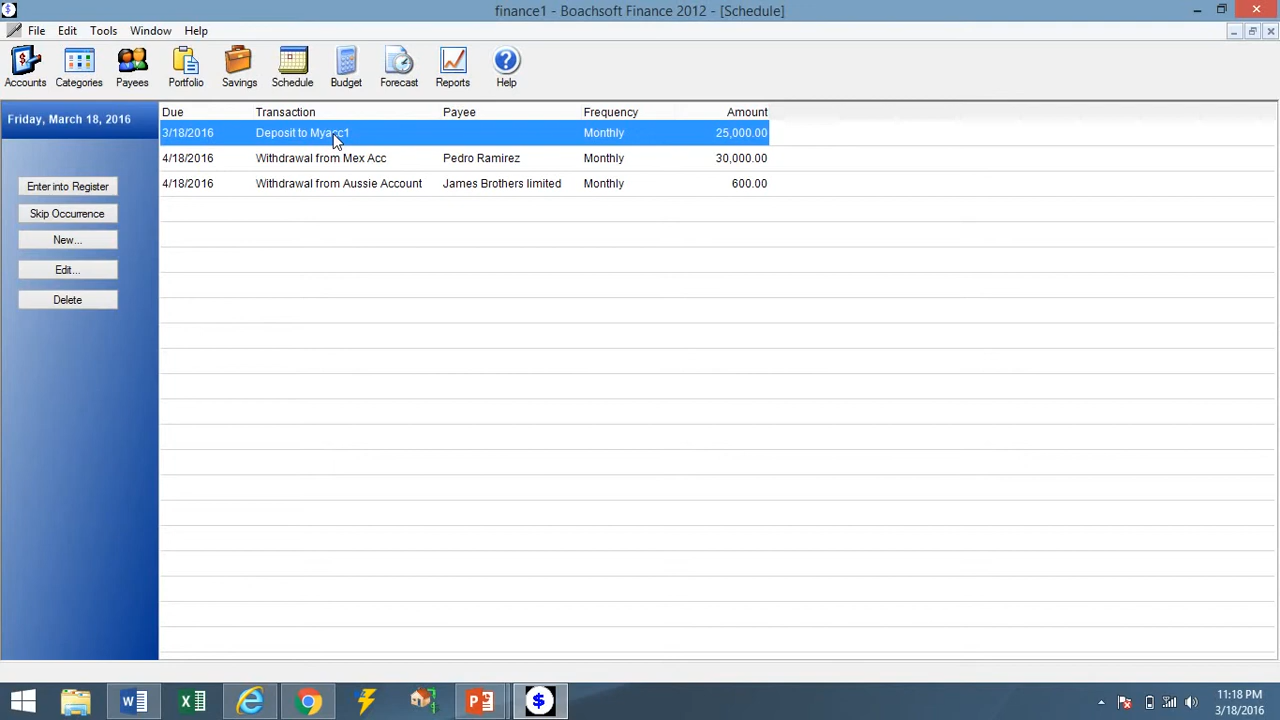 finance1 - Boachsoft Finance 2012 - [Schedule]
File Edit Tools Window Help
Accounts Categories Payees Portfolio Savings Schedule Budget Forecast Reports Help
Friday, March 18, 2016
Enter into Register
Skip Occurrence
New...
Edit...
Delete
Due Transaction Payee Frequency Amount
3/18/2016 Deposit to Myacc1 Monthly 25,000.00
4/18/2016 Withdrawal from Mex Acc Pedro Ramirez Monthly 30,000.00
4/18/2016 Withdrawal from Aussie Account James Brothers limited Monthly 600.00
11:18 PM
3/18/2016